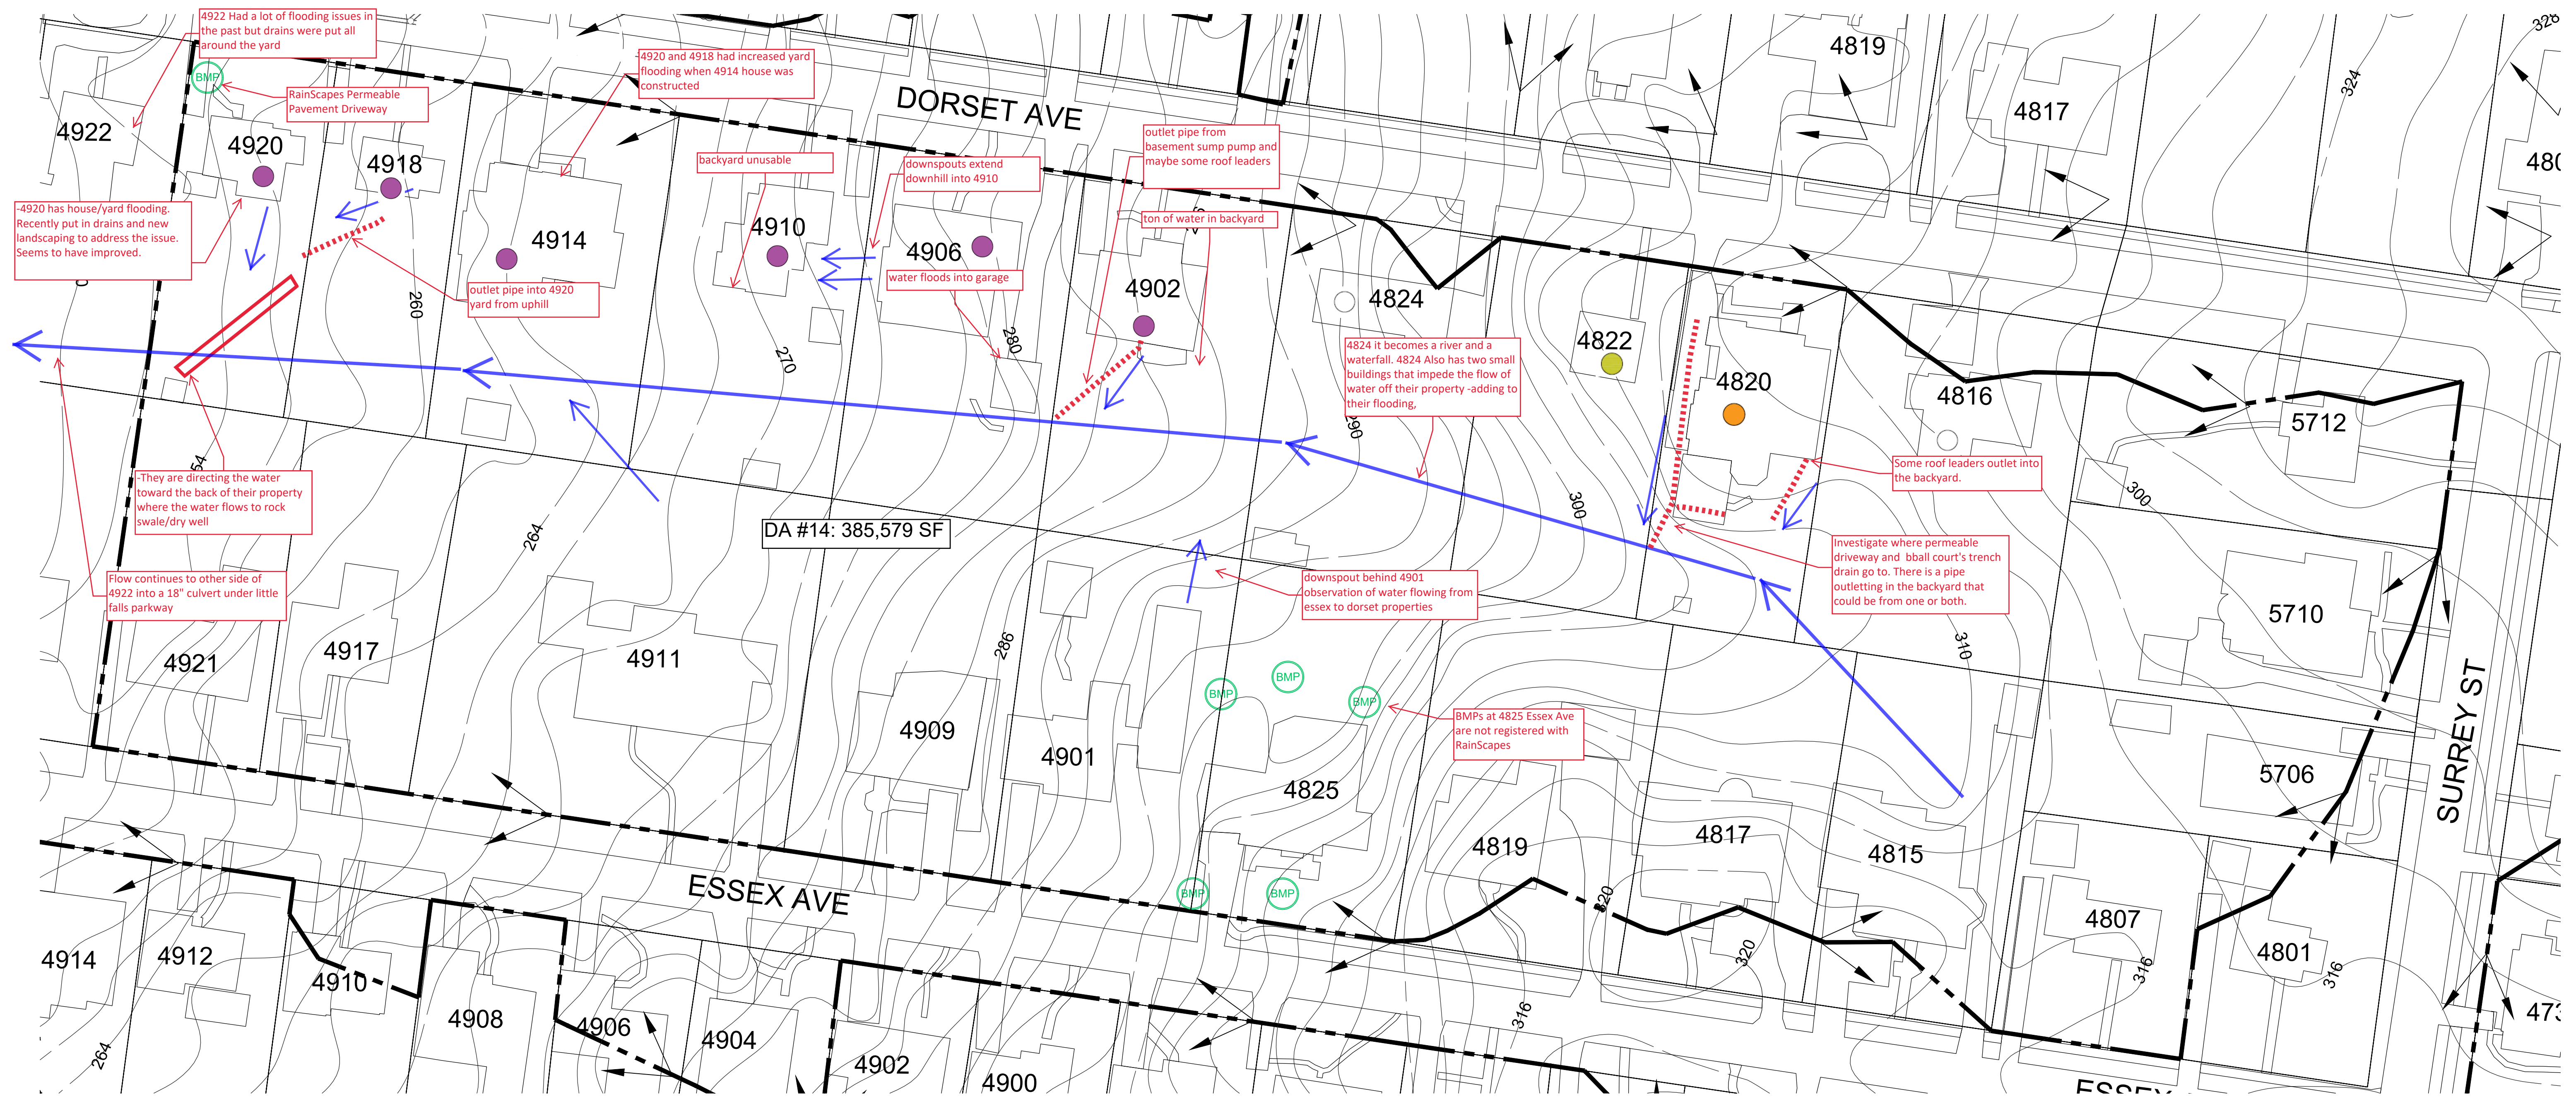 4922 Had a lot of flooding issues in
the past but drains were put all
around the yard
BMP
RainScapes Permeable
Pavement Driveway
-4920 and 4918 had increased yard
flooding when 4914 house was
constructed
DORSET AVE
outlet pipe from
basement sump pump and
maybe some roof leaders
backyard unusable
downspouts extend
downhill into 4910
4819
4817
324
328
480
4922
4920
4918
4914
4910
4906
4902
4824
4822
4820
4816
5712
-4920 has house/yard flooding.
Recently put in drains and new
landscaping to address the issue.
Seems to have improved.
outlet pipe into 4920
yard from uphill
water floods into garage
ton of water in backyard
4824 it becomes a river and a
waterfall. 4824 Also has two small
buildings that impede the flow of
water off their property -adding to
their flooding,
260
270
280
290
300
300
310
Some roof leaders outlet into
the backyard.
-They are directing the water
toward the back of their property
where the water flows to rock
swale/dry well
54
264
DA #14: 385,579 SF
Investigate where permeable
driveway and bball court's trench
drain go to. There is a pipe
outletting in the backyard that
could be from one or both.
Flow continues to other side of
4922 into a 18" culvert under little
falls parkway
downspout behind 4901
observation of water flowing from
essex to dorset properties
286
4921
4917
4911
4909
4901
4825
4819
4817
4815
5710
5706
4807
4801
SURREY ST
BMP
BMP
BMP
BMPs at 4825 Essex Ave
are not registered with
RainScapes
BMP
BMP
ESSEX AVE
320
320
316
316
316
4914
4912
4910
4908
4906
4904
4902
4900
264
473
ESSEX